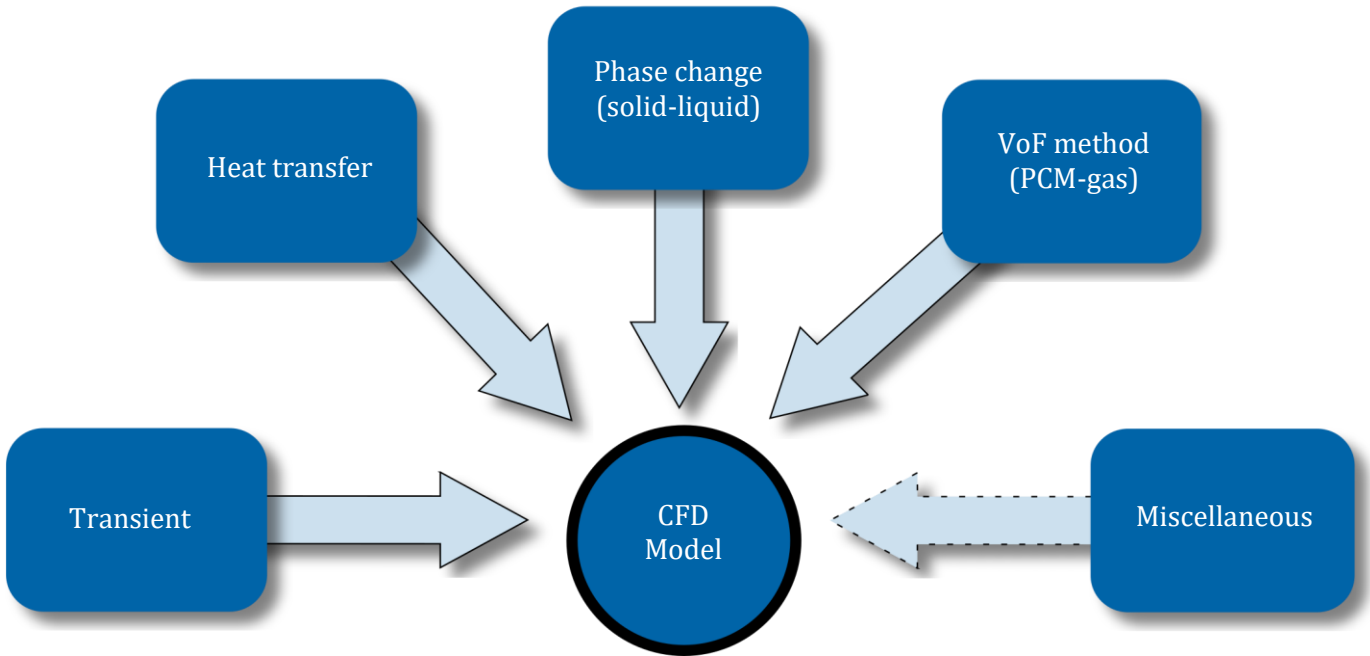 Phase change
(solid-liquid)
Heat transfer
VoF method
(PCM-gas)
Transient
CFD
Model
Miscellaneous